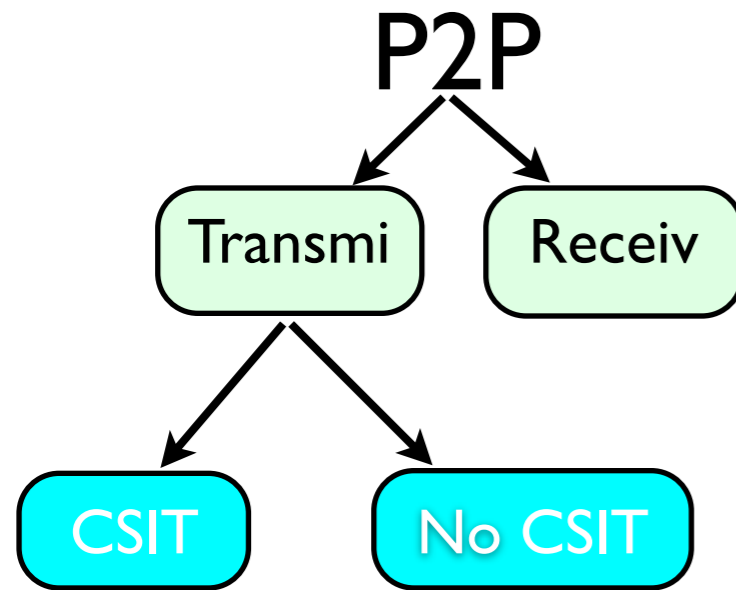 P2P
Transmi
Receiv
CSIT
No CSIT